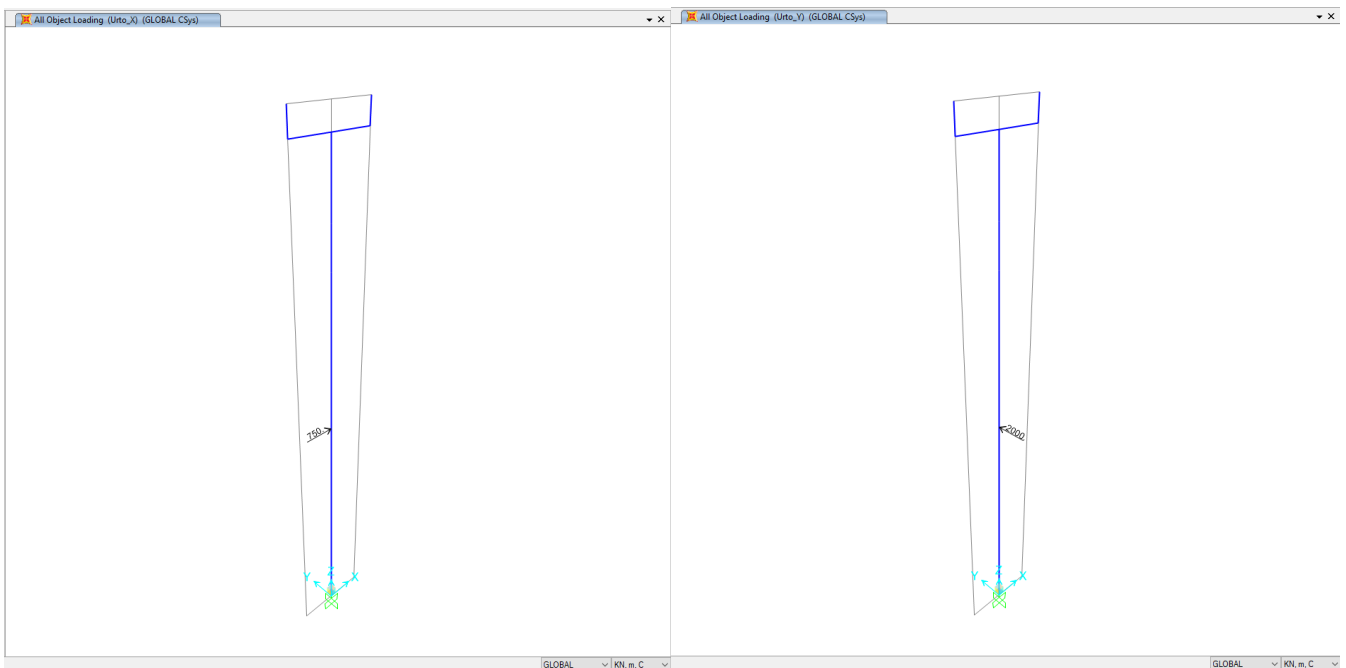 All Object Loading (Urto_X) (GLOBAL CSys)
750.
Y Z X
GLOBAL KN, m, C
All Object Loading (Urto_Y) (GLOBAL CSys)
2000.
Y Z X
GLOBAL KN, m, C